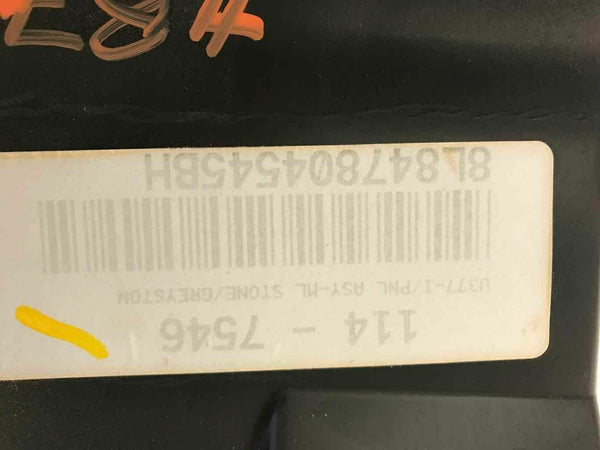 114 - 7546
U377-I/PNL ASY-ML STONE/GREYSTON
8L847804545BH